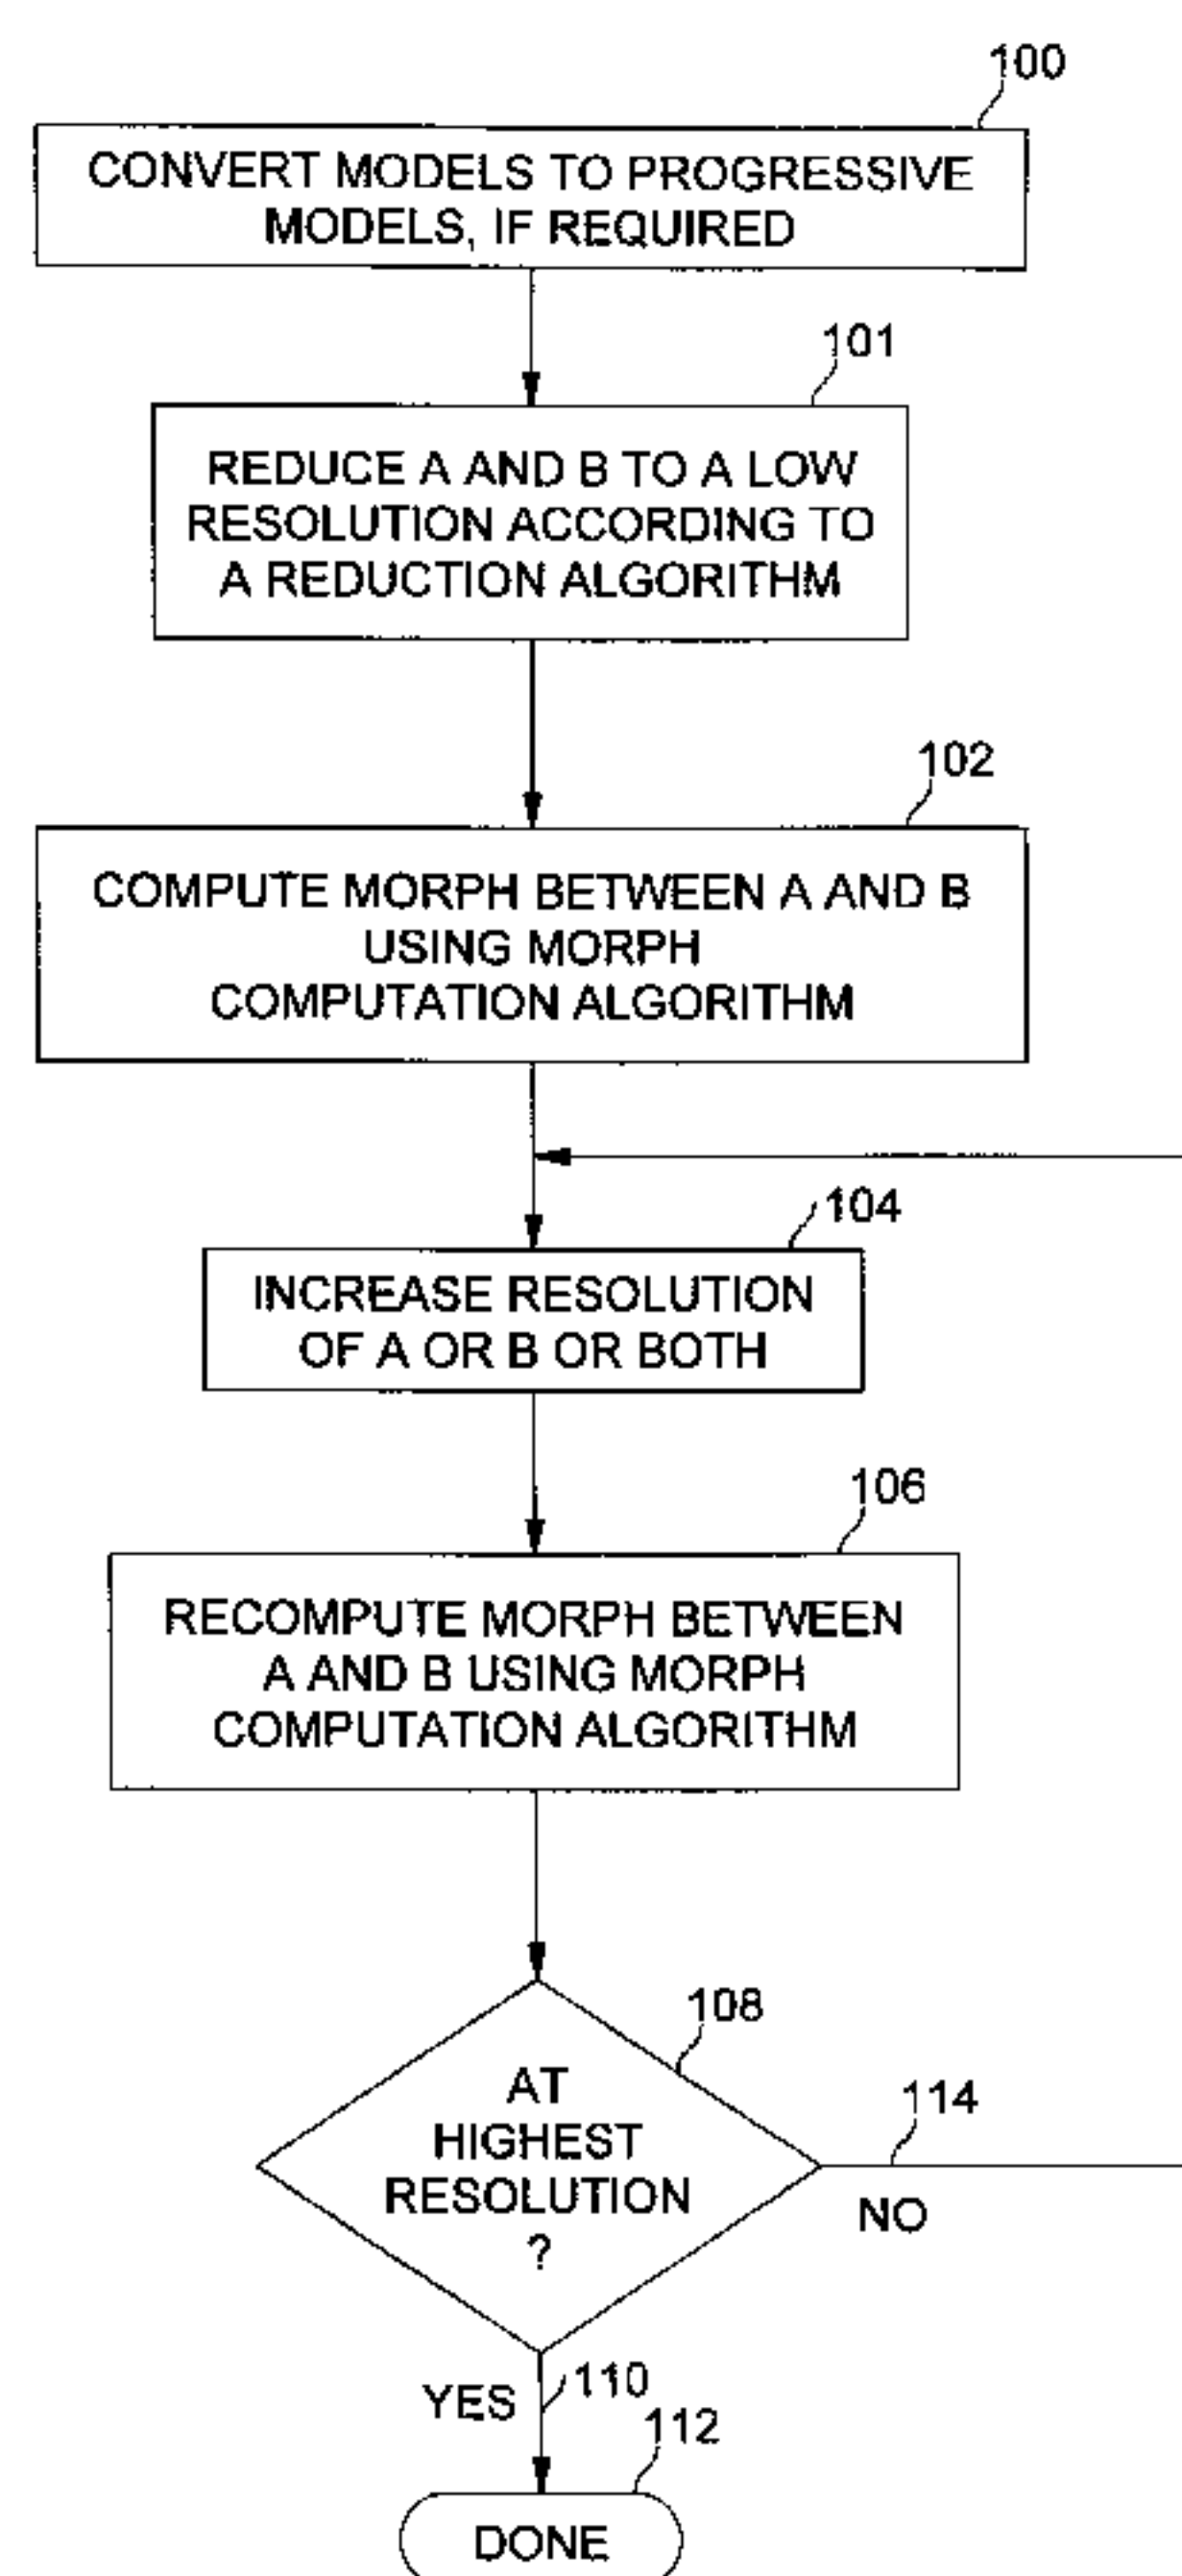 100
CONVERT MODELS TO PROGRESSIVE
MODELS, IF REQUIRED
101
REDUCE A AND B TO A LOW
RESOLUTION ACCORDING TO
A REDUCTION ALGORITHM
102
COMPUTE MORPH BETWEEN A AND B
USING MORPH
COMPUTATION ALGORITHM
104
INCREASE RESOLUTION
OF A OR B OR BOTH
106
RECOMPUTE MORPH BETWEEN
A AND B USING MORPH
COMPUTATION ALGORITHM
108
AT
HIGHEST
RESOLUTION
?
114
NO
YES
110
112
DONE